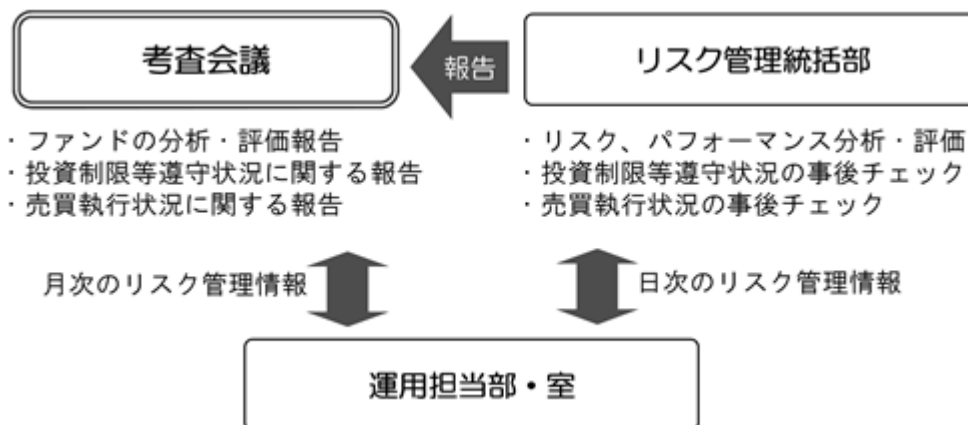 考査会議
報告
リスク管理統括部
・ファンドの分析・評価報告
・投資制限等遵守状況に関する報告
・売買執行状況に関する報告
・リスク、パフォーマンス分析・評価
・投資制限等遵守状況の事後チェック
・売買執行状況の事後チェック
月次のリスク管理情報
日次のリスク管理情報
運用担当部・室